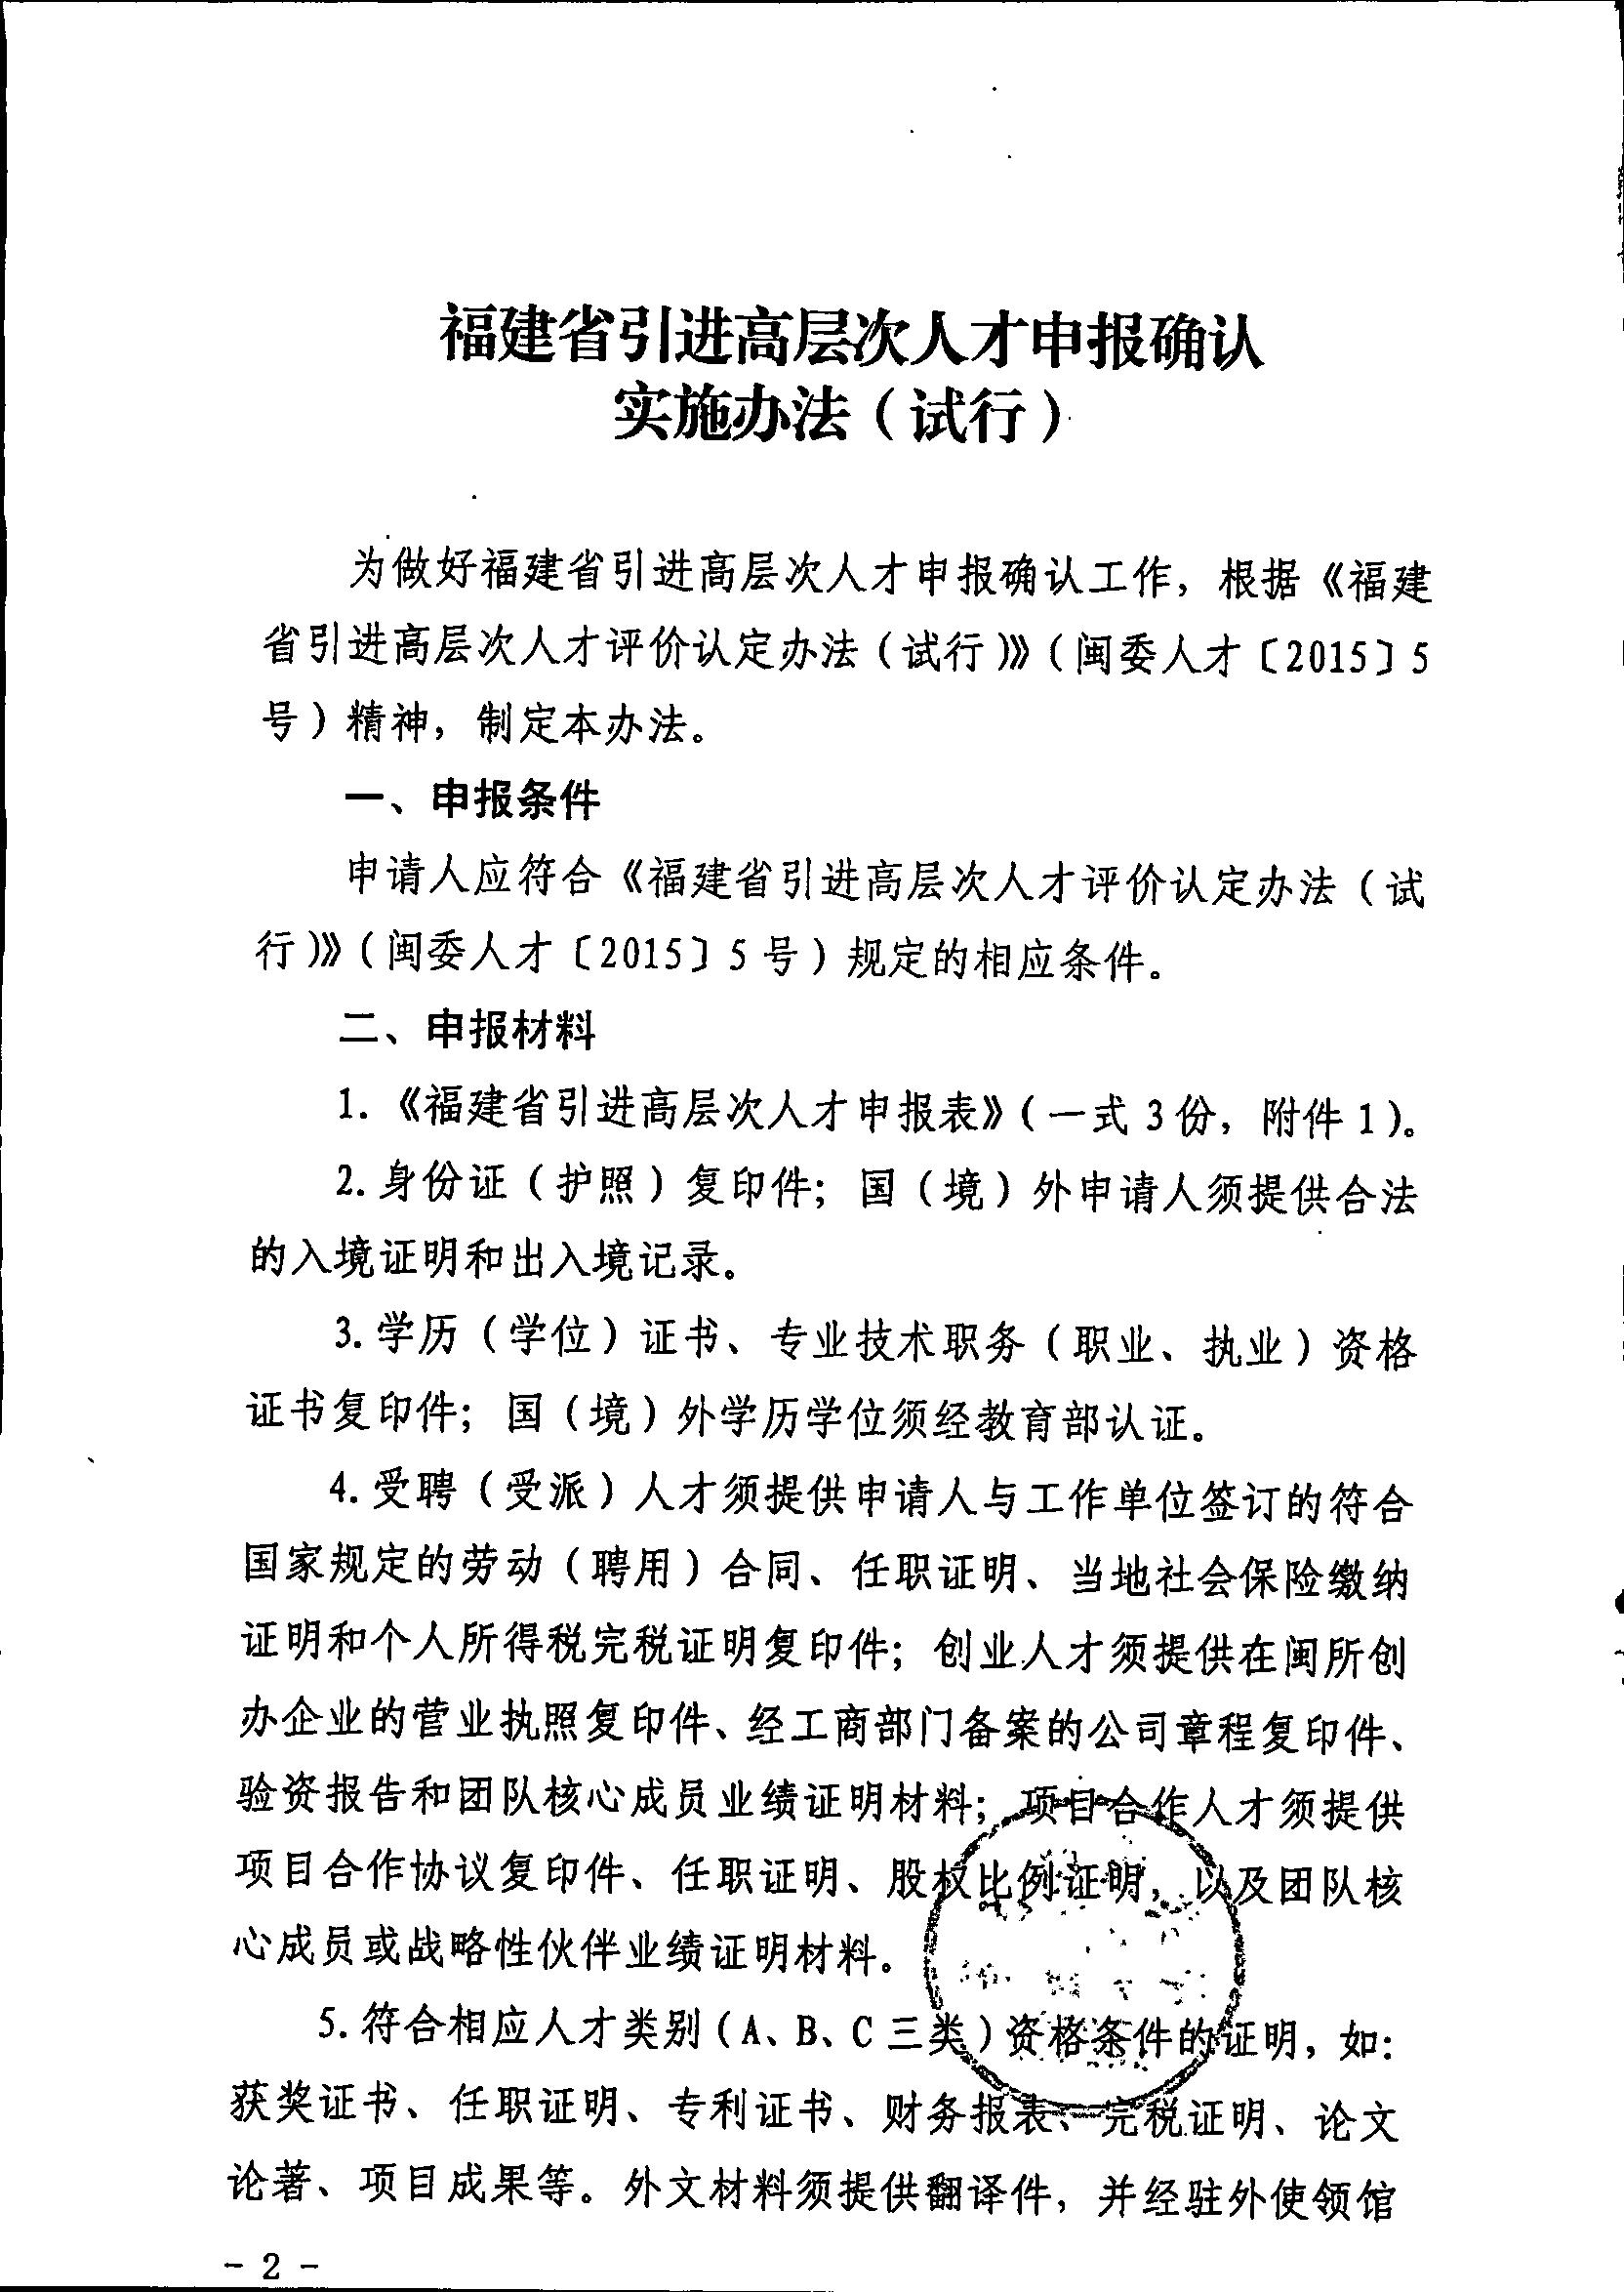 福建省引进高层次人才申报确认
实施办法（试行）
为做好福建省引进高层次人才申报确认工作，根据《福建
省引进高层次人才评价认定办法（试行）》（闽委人才〔2015〕5
号）精神，制定本办法。
一、申报条件
申请人应符合《福建省引进高层次人才评价认定办法（试
行）》（闽委人才〔2015〕5号）规定的相应条件。
二、申报材料
1.《福建省引进高层次人才申报表》（一式3份，附件1）。
2.身份证（护照）复印件；国（境）外申请人须提供合法
的入境证明和出入境记录。
3.学历（学位）证书、专业技术职务（职业、执业）资格
证书复印件；国（境）外学历学位须经教育部认证。
4.受聘（受派）人才须提供申请人与工作单位签订的符合
国家规定的劳动（聘用）合同、任职证明、当地社会保险缴纳
证明和个人所得税完税证明复印件；创业人才须提供在闽所创
办企业的营业执照复印件、经工商部门备案的公司章程复印件、
验资报告和团队核心成员业绩证明材料；项目合作人才须提供
项目合作协议复印件、任职证明、股权比例证明，以及团队核
心成员或战略性伙伴业绩证明材料。
5.符合相应人才类别（A、B、C三类）资格条件的证明，如：
获奖证书、任职证明、专利证书、财务报表、完税证明、论文
论著、项目成果等。外文材料须提供翻译件，并经驻外使领馆
- 2 -